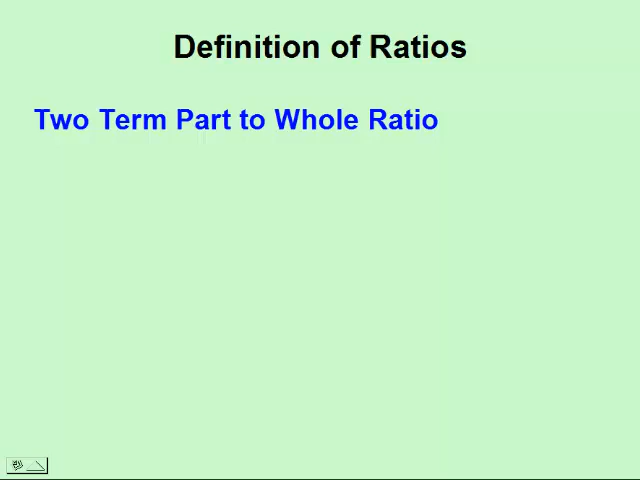 Definition of Ratios
Two Term Part to Whole Ratio